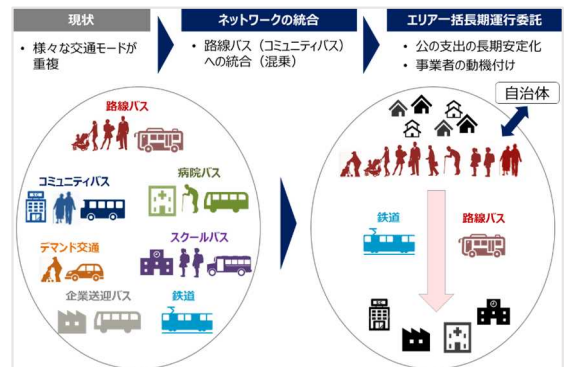 現状
ネットワークの統合
エリア一括長期運行委託
• 様々な交通モードが
重複
• 路線バス（コミュニティバス）
への統合（混乗）
• 公の支出の長期安定化
• 事業者の動機付け
自治体
路線バス
コミュニティバス
病院バス
デマンド交通
スクールバス
企業送迎バス
鉄道
鉄道
路線バス